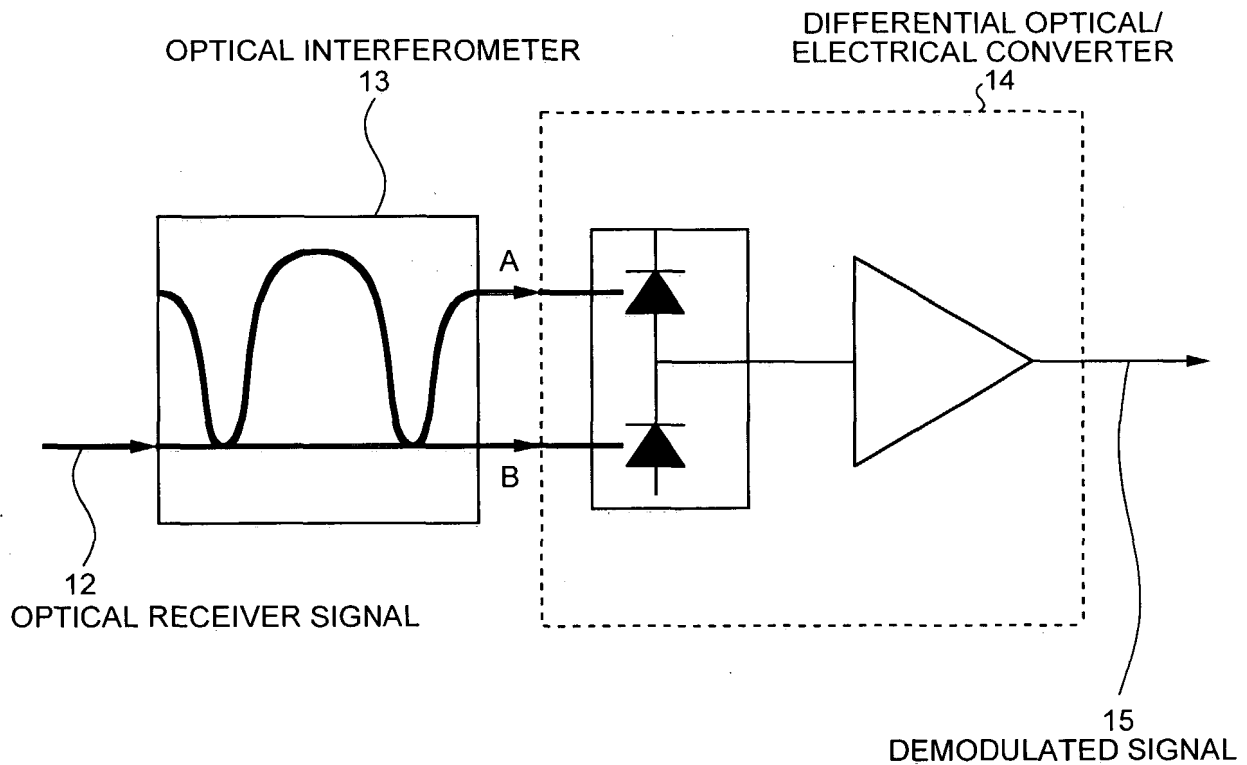 DIFFERENTIAL OPTICAL/
ELECTRICAL CONVERTER
14
OPTICAL INTERFEROMETER
13
A
B
12
OPTICAL RECEIVER SIGNAL
15
DEMODULATED SIGNAL